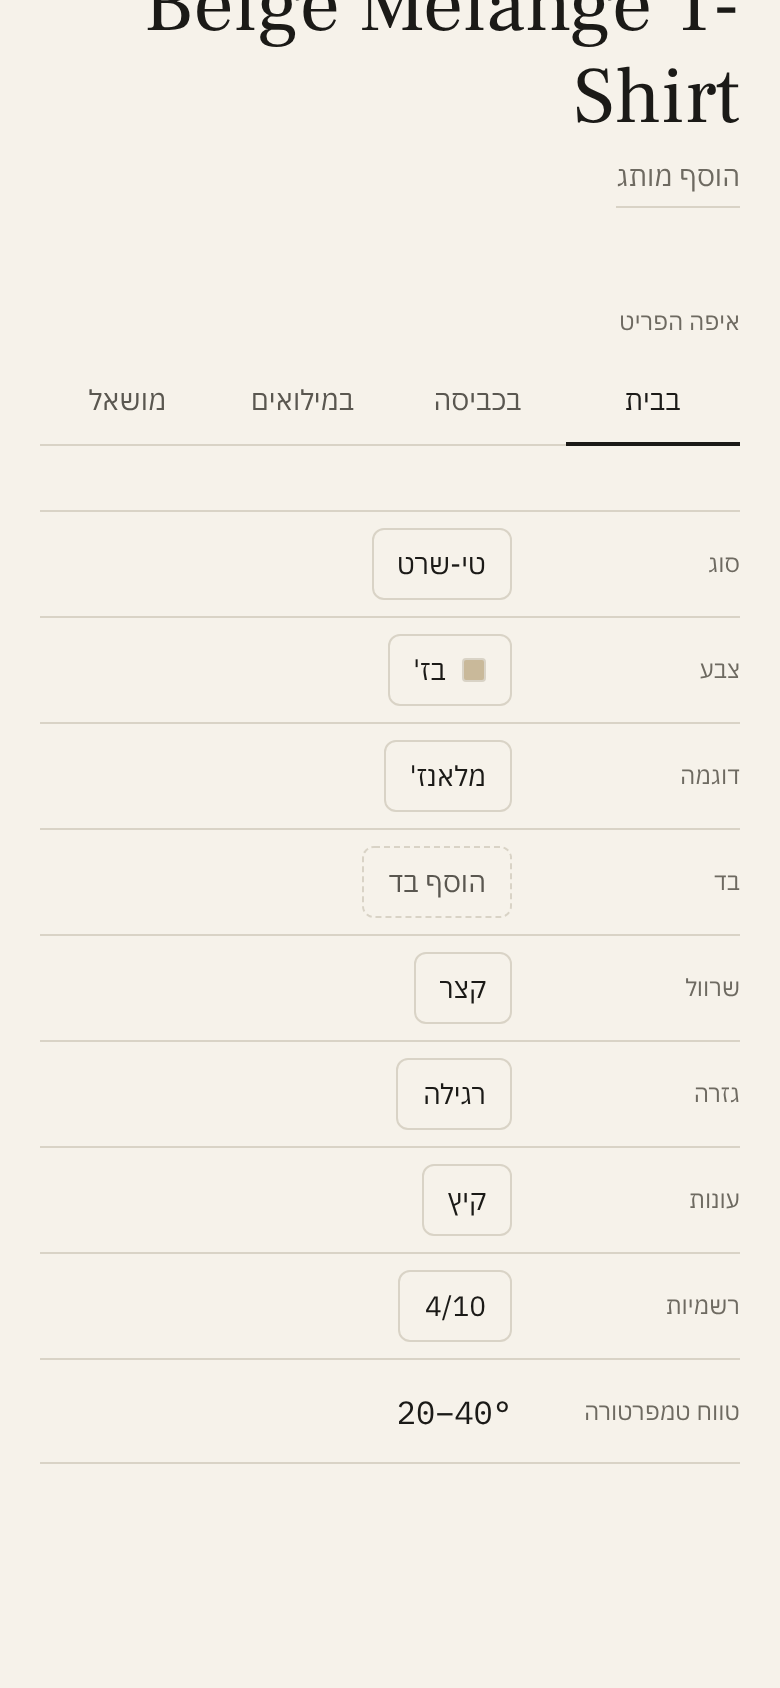 Beige Melange T-
Shirt
הוסף מותג
איפה הפריט
בבית
בכביסה
במילואים
מושאל
סוג
טי-שרט
צבע
בז'
דוגמה
מלאנז'
בד
הוסף בד
שרוול
קצר
גזרה
רגילה
עונות
קיץ
רשמיות
4/10
טווח טמפרטורה
20–40°